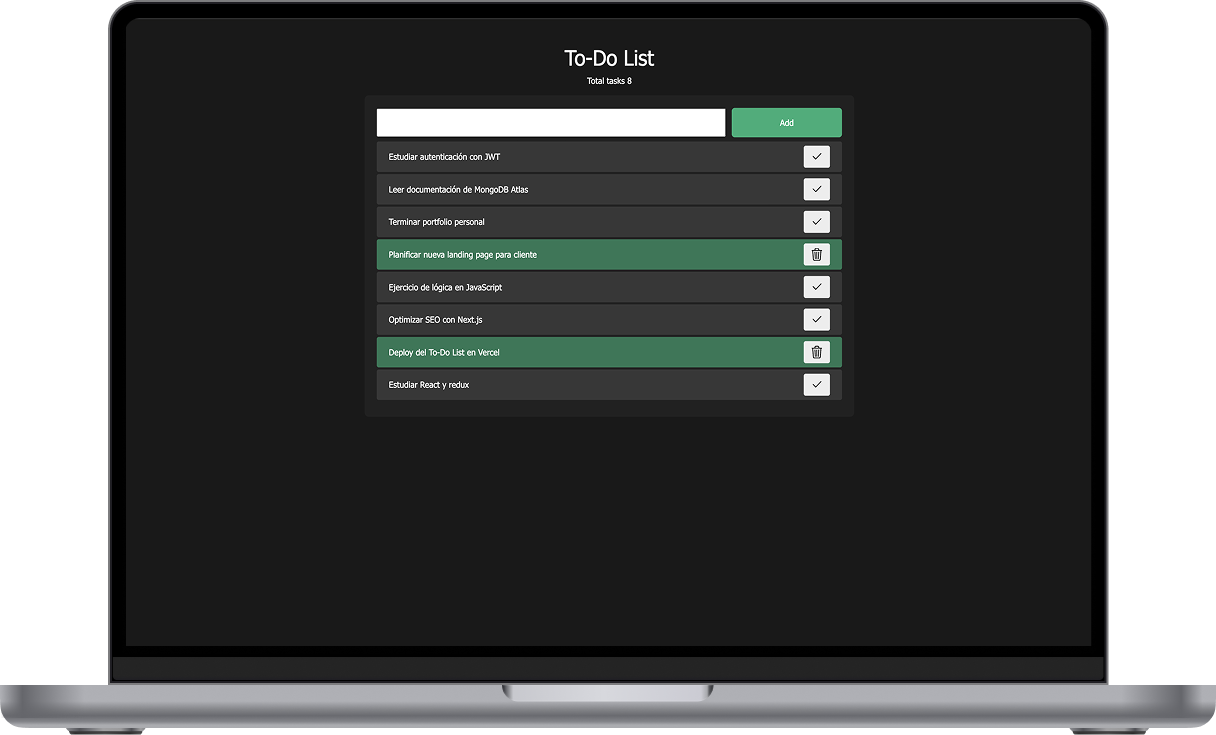 To-Do List
Total tasks 8
Add
Estudiar autenticación con JWT
Leer documentación de MongoDB Atlas
Terminar portfolio personal
Planificar nueva landing page para cliente
Ejercicio de lógica en JavaScript
Optimizar SEO con Next.js
Deploy del To-Do List en Vercel
Estudiar React y redux